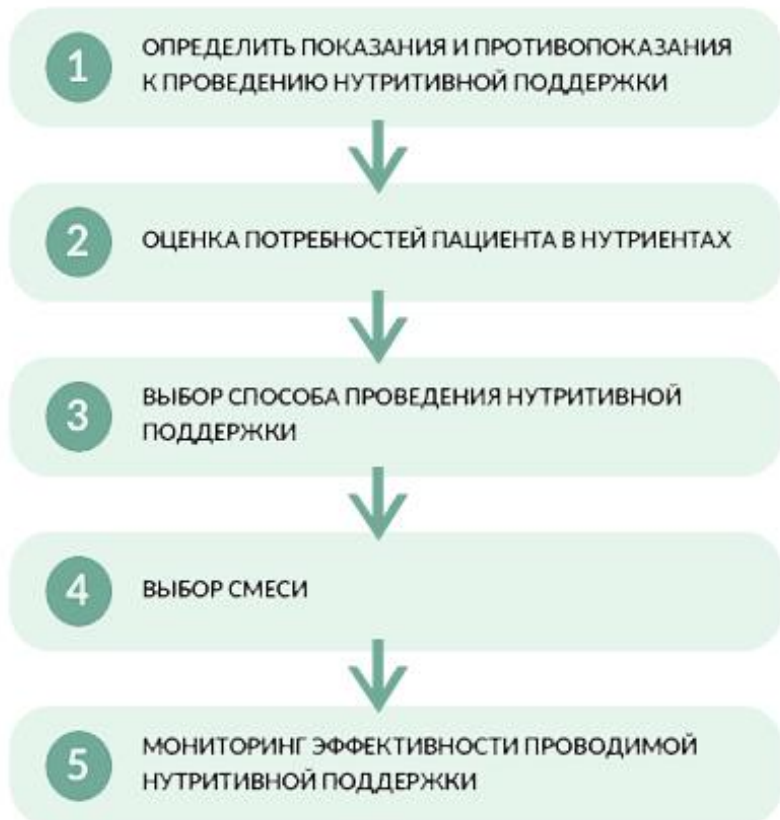 1
ОПРЕДЕЛИТЬ ПОКАЗАНИЯ И ПРОТИВОПОКАЗАНИЯ
К ПРОВЕДЕНИЮ НУТРИТИВНОЙ ПОДДЕРЖКИ
2
ОЦЕНКА ПОТРЕБНОСТЕЙ ПАЦИЕНТА В НУТРИЕНТАХ
3
ВЫБОР СПОСОБА ПРОВЕДЕНИЯ НУТРИТИВНОЙ
ПОДДЕРЖКИ
4
ВЫБОР СМЕСИ
5
МОНИТОРИНГ ЭФФЕКТИВНОСТИ ПРОВОДИМОЙ
НУТРИТИВНОЙ ПОДДЕРЖКИ